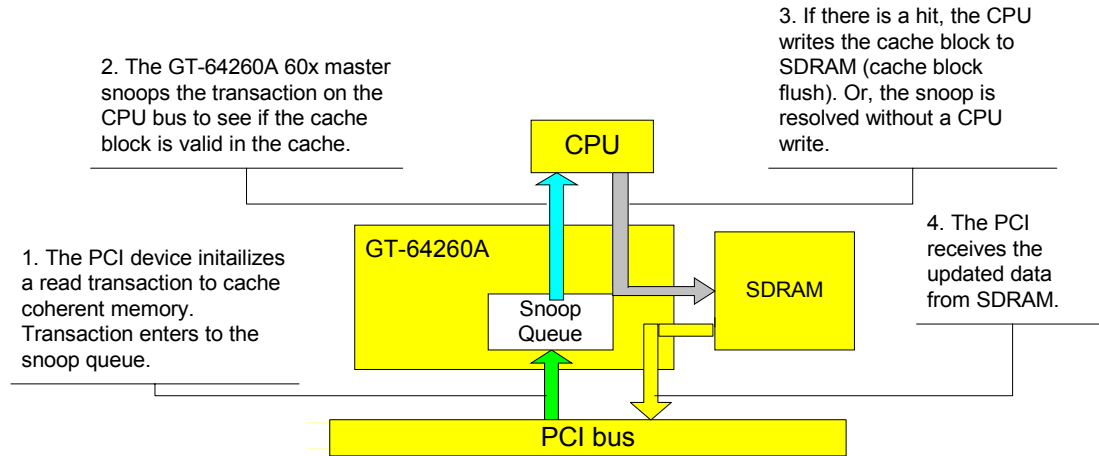 3. If there is a hit, the CPU
writes the cache block to
SDRAM (cache block
flush). Or, the snoop is
resolved without a CPU
write.
2. The GT-64260A 60x master
snoops the transaction on the
CPU bus to see if the cache
block is valid in the cache.
CPU
4. The PCI
receives the
updated data
from SDRAM.
1. The PCI device initailizes
a read transaction to cache
coherent memory.
Transaction enters to the
snoop queue.
GT-64260A
Snoop
Queue
SDRAM
PCI bus